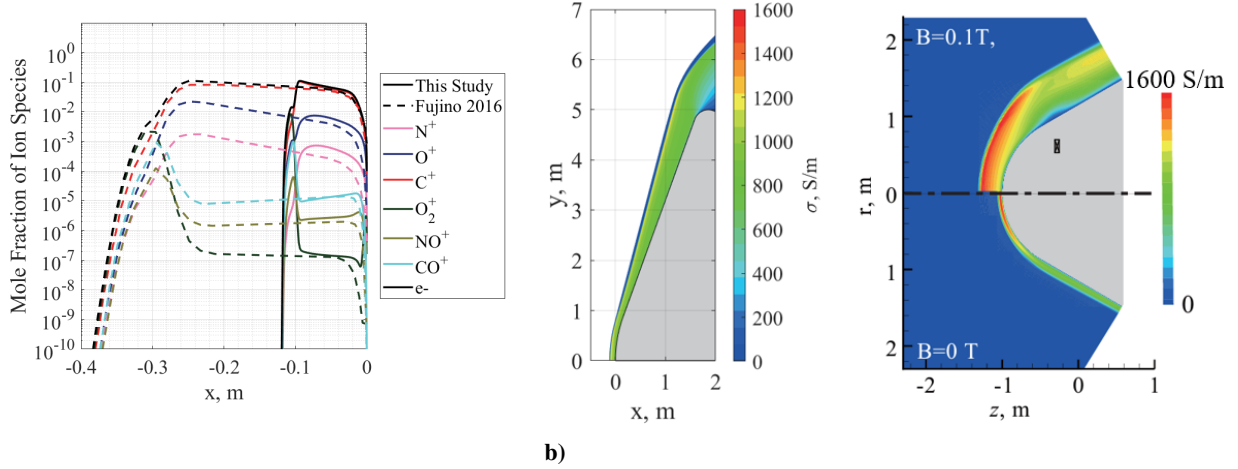 Mole Fraction of Ion Species
10^0
10^-1
10^-2
10^-3
10^-4
10^-5
10^-6
10^-7
10^-8
10^-9
10^-10
-0.4
-0.3
-0.2
-0.1
0
x, m
This Study
Fujino 2016
N^+
O^+
C^+
O_2^+
NO^+
CO^+
e-
y, m
7
6
5
4
3
2
1
0
0
1
2
x, m
1600
1400
1200
1000
800
600
400
200
0
σ, S/m
B=0.1T,
B=0 T
r, m
2
1
0
1
2
-2
-1
0
1
z, m
1600 S/m
0
b)